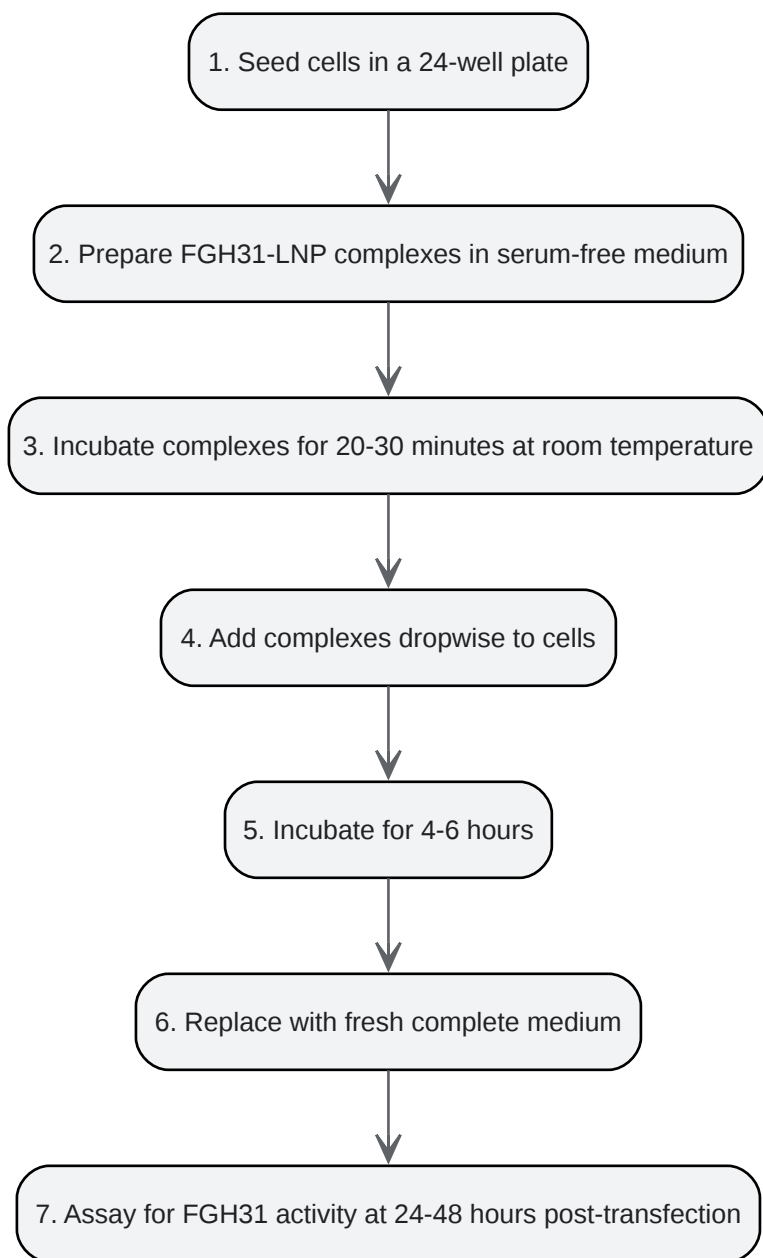 1. Seed cells in a 24-well plate
2. Prepare FGH31-LNP complexes in serum-free medium
3. Incubate complexes for 20-30 minutes at room temperature
4. Add complexes dropwise to cells
5. Incubate for 4-6 hours
6. Replace with fresh complete medium
7. Assay for FGH31 activity at 24-48 hours post-transfection